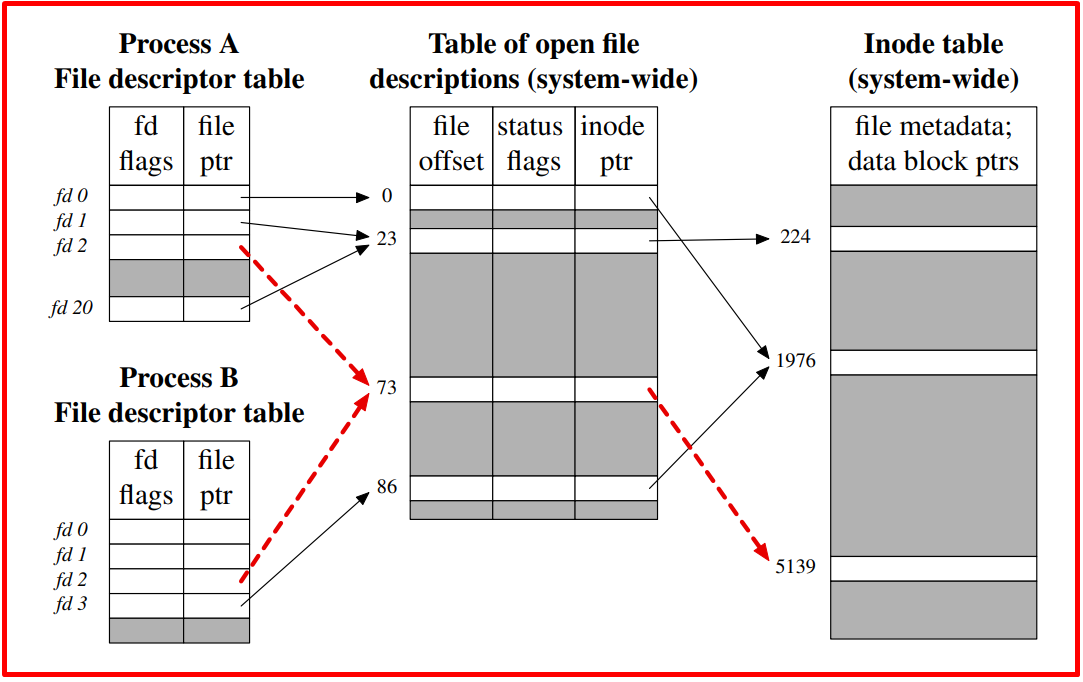 Process A
File descriptor table
fd
flags
file
ptr
fd 0
fd 1
fd 2
fd 20
Process B
File descriptor table
fd
flags
file
ptr
fd 0
fd 1
fd 2
fd 3
Table of open file
descriptions (system-wide)
file
offset
status
flags
inode
ptr
0
23
73
86
Inode table
(system-wide)
file metadata;
data block ptrs
224
1976
5139